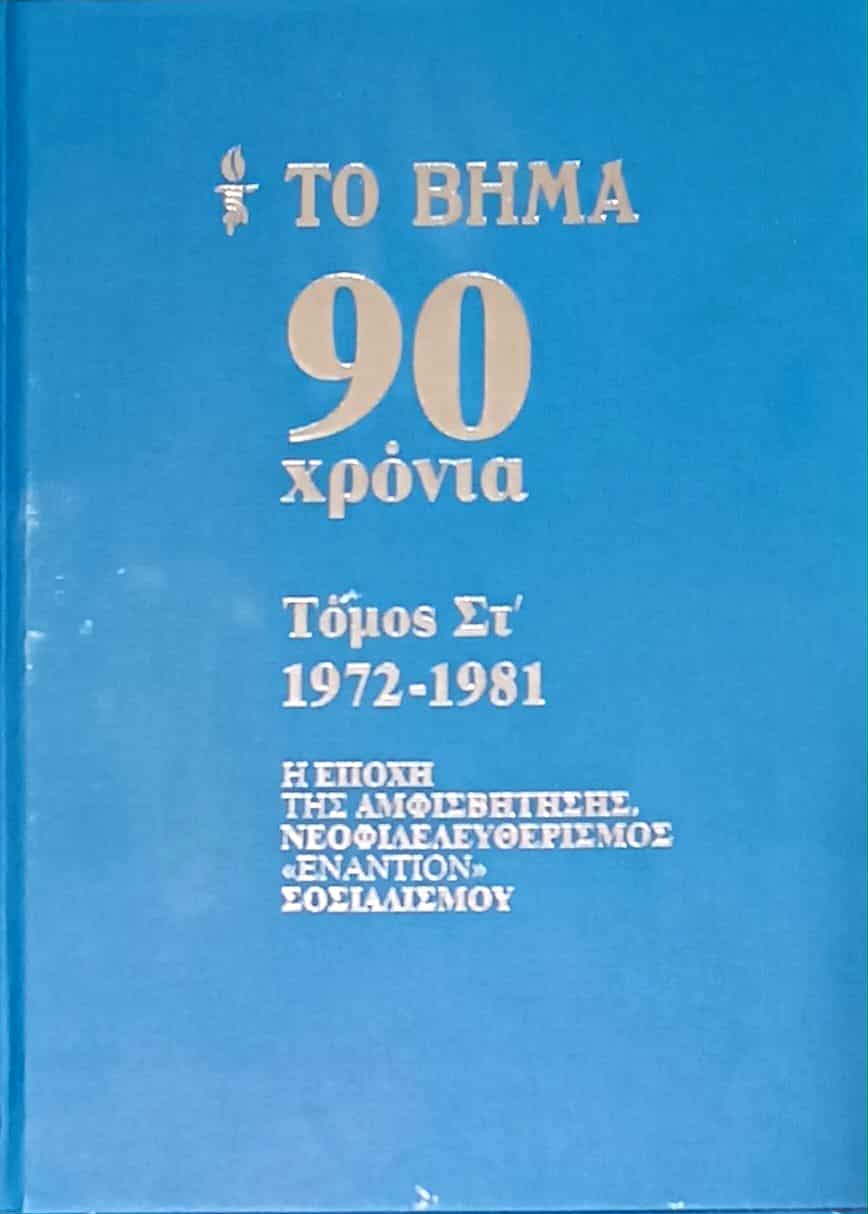 ΤΟ ΒΗΜΑ
90
χρόνια
Τόμος Στ'
1972-1981
Η ΕΠΟΧΗ
ΤΗΣ ΑΜΦΙΣΒΗΤΗΣΗΣ,
ΝΕΟΦΙΛΕΛΕΥΘΕΡΙΣΜΟΣ
«ΕΝΑΝΤΙΟΝ»
ΣΟΣΙΑΛΙΣΜΟΥ